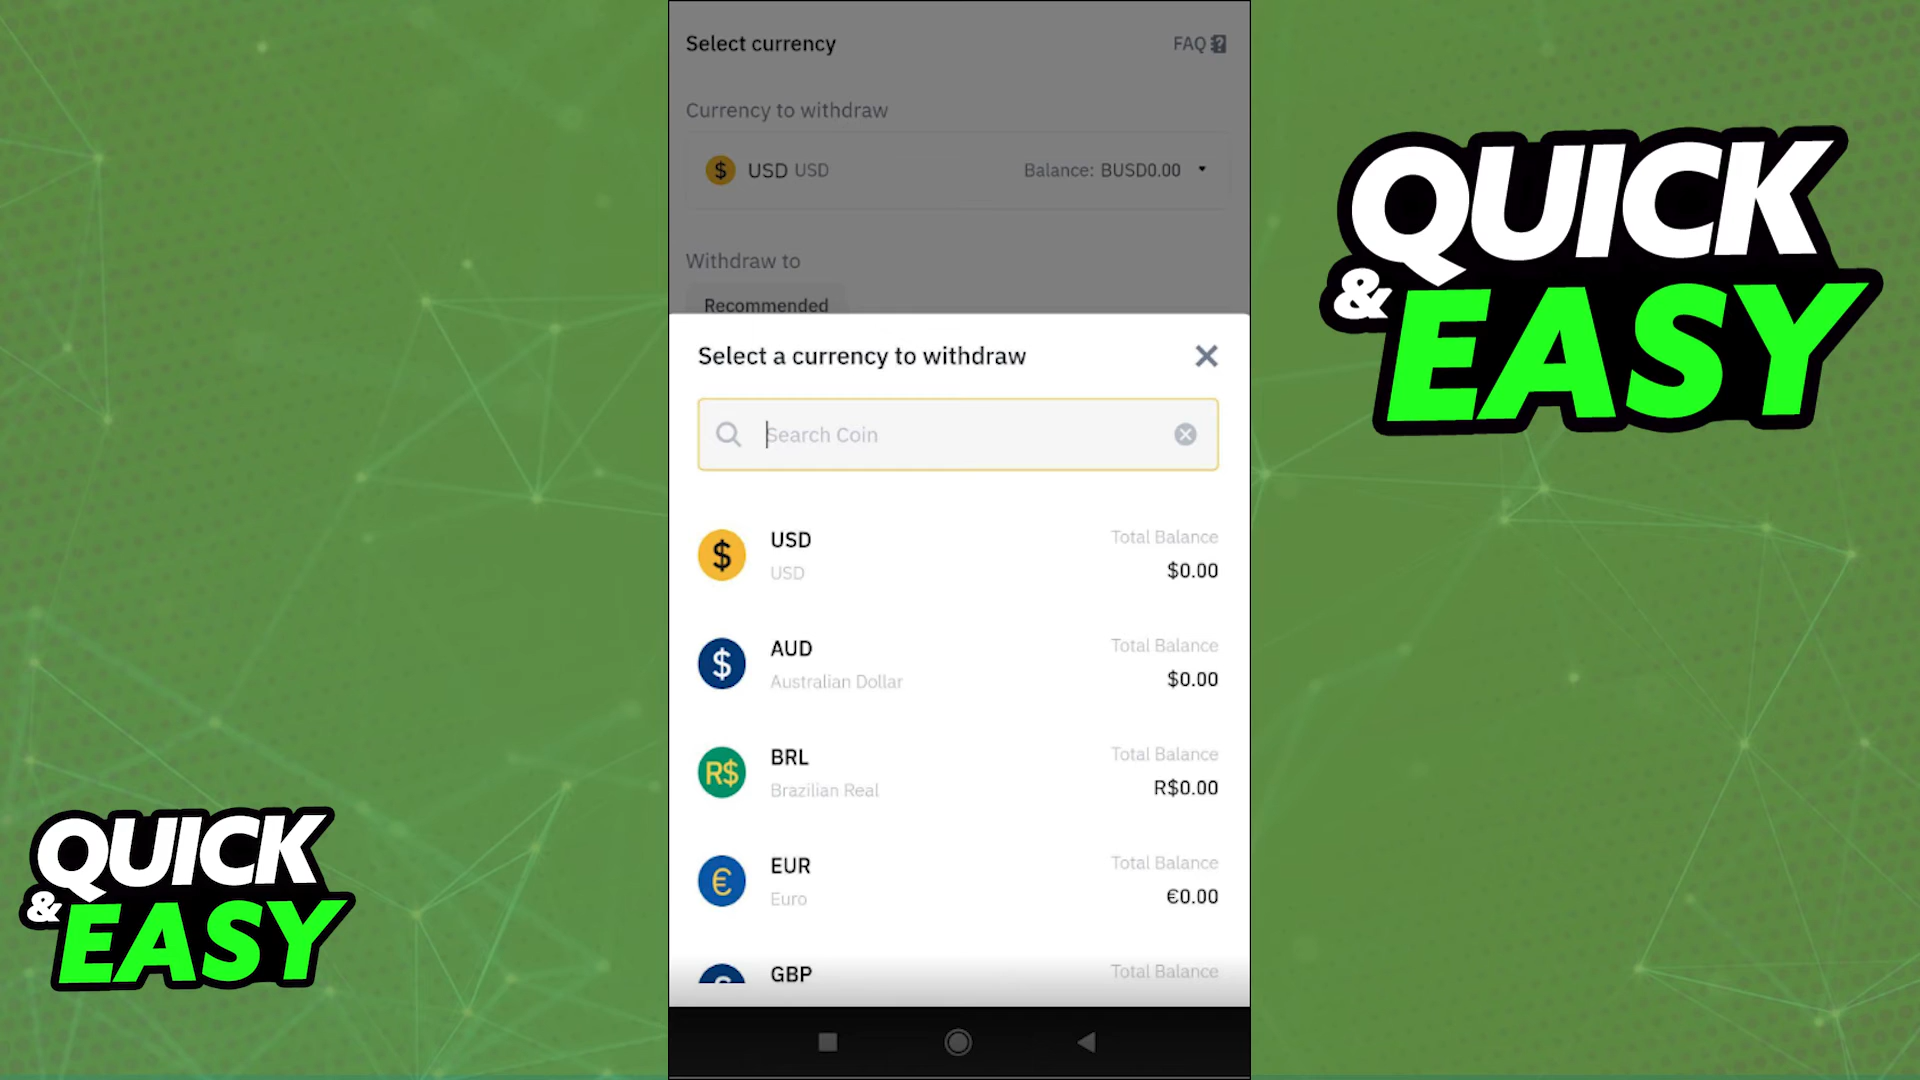 Select currency
FAQ
Currency to withdraw
$ USD USD
Balance: BUSD0.00
Withdraw to
Recommended
Select a currency to withdraw
Search Coin
$ USD
USD
Total Balance
$0.00
$ AUD
Australian Dollar
Total Balance
$0.00
R$ BRL
Brazilian Real
Total Balance
R$0.00
€ EUR
Euro
Total Balance
€0.00
GBP
Total Balance
QUICK
& EASY
QUICK
& EASY